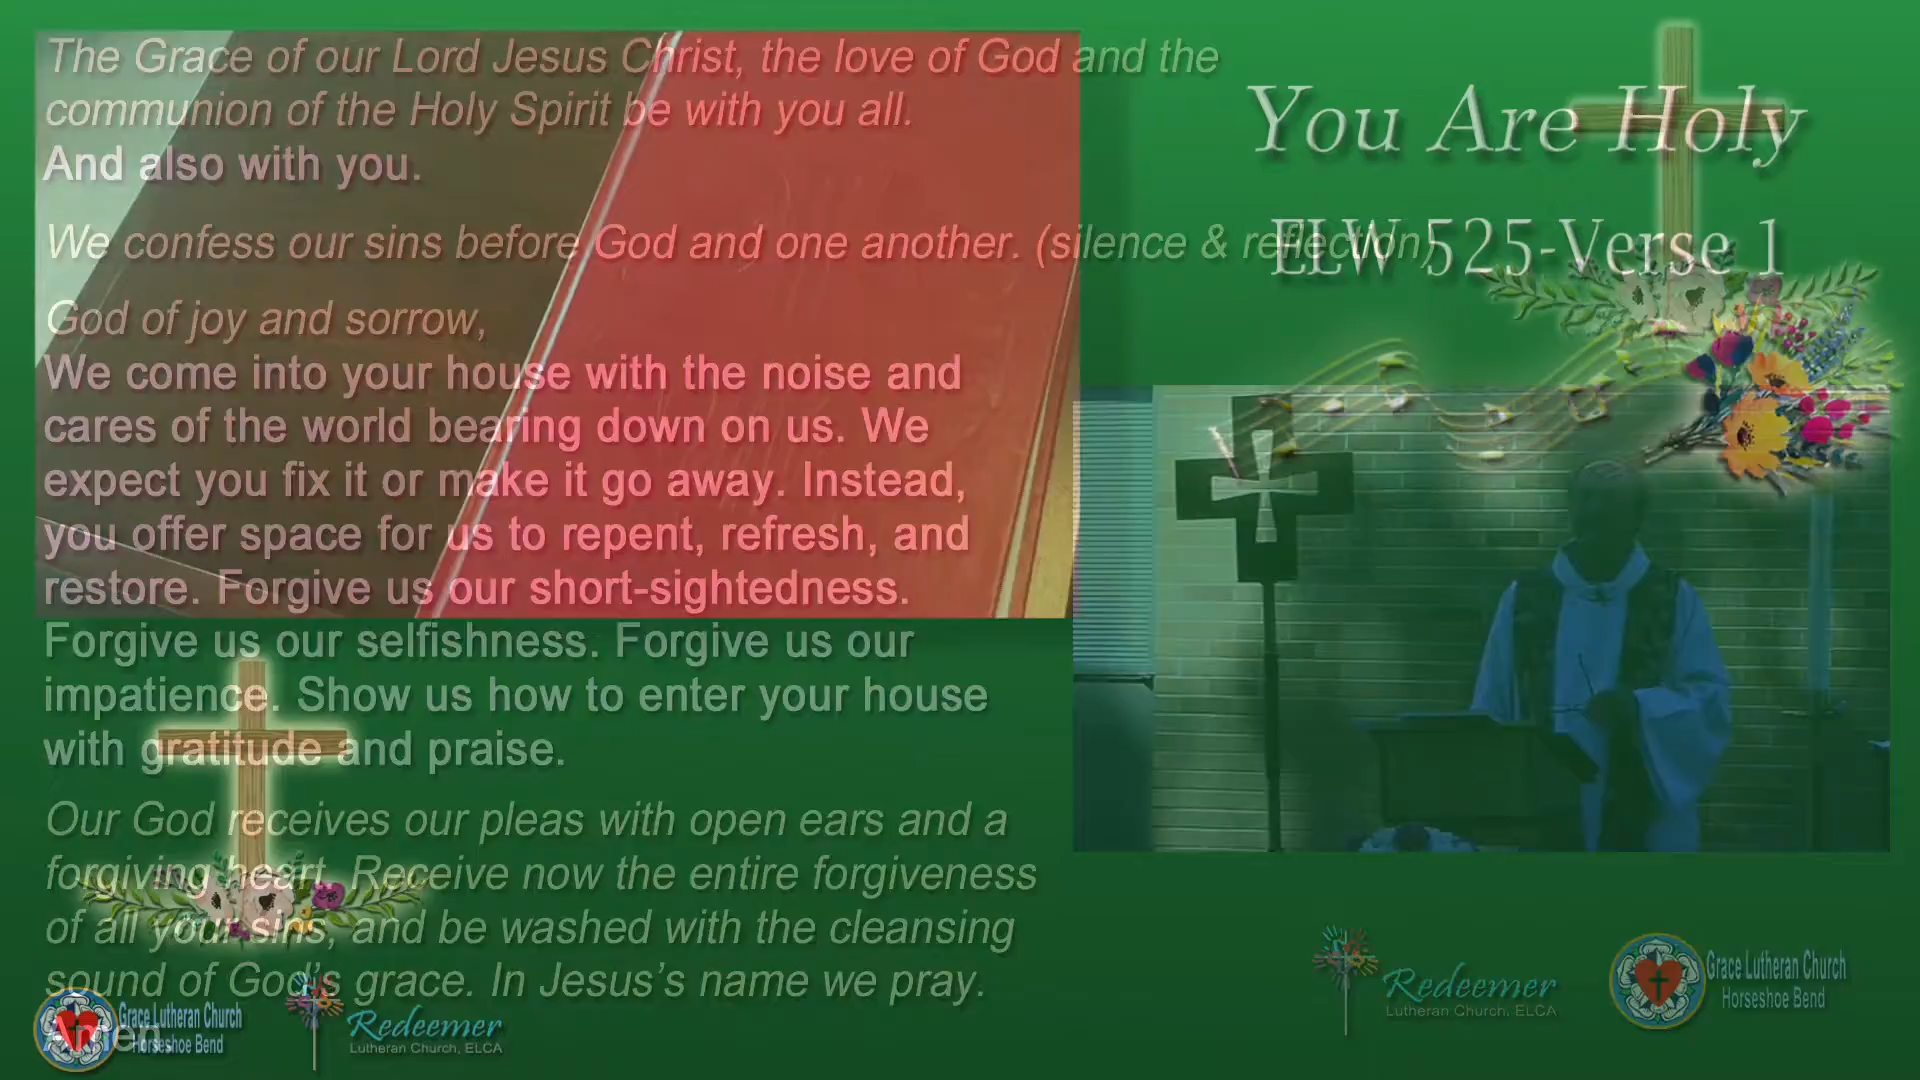 The Grace of our Lord Jesus Christ, the love of God and the
communion of the Holy Spirit be with you all.
And also with you.
We confess our sins before God and one another. (silence & reflection)
God of joy and sorrow,
We come into your house with the noise and
cares of the world bearing down on us. We
expect you fix it or make it go away. Instead,
you offer space for us to repent, refresh, and
restore. Forgive us our short-sightedness.
Forgive us our selfishness. Forgive us our
impatience. Show us how to enter your house
with gratitude and praise.
Our God receives our pleas with open ears and a
forgiving heart. Receive now the entire forgiveness
of all your sins, and be washed with the cleansing
sound of God's grace. In Jesus's name we pray.
Amen.
You Are Holy
ELW 525-Verse 1
Grace Lutheran Church
Horseshoe Bend
Redeemer
Lutheran Church, ELCA
Redeemer
Lutheran Church, ELCA
Grace Lutheran Church
Horseshoe Bend